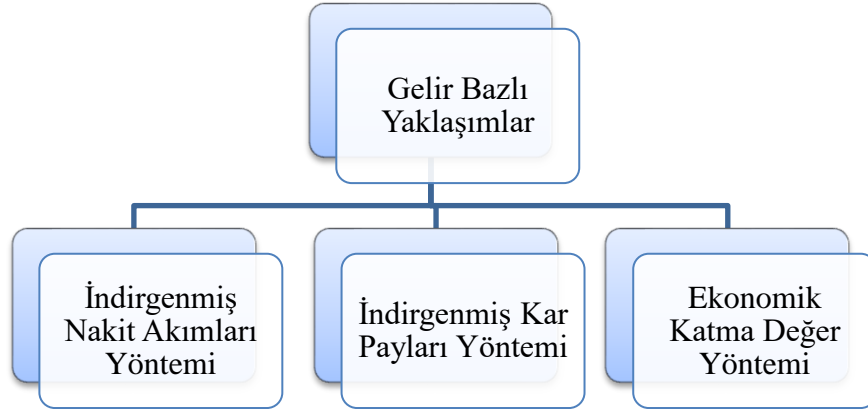 Gelir Bazlı
Yaklaşımlar
İndirgenmiş
Nakit Akımları
Yöntemi
İndirgenmiş Kar
Payları Yöntemi
Ekonomik
Katma Değer
Yöntemi